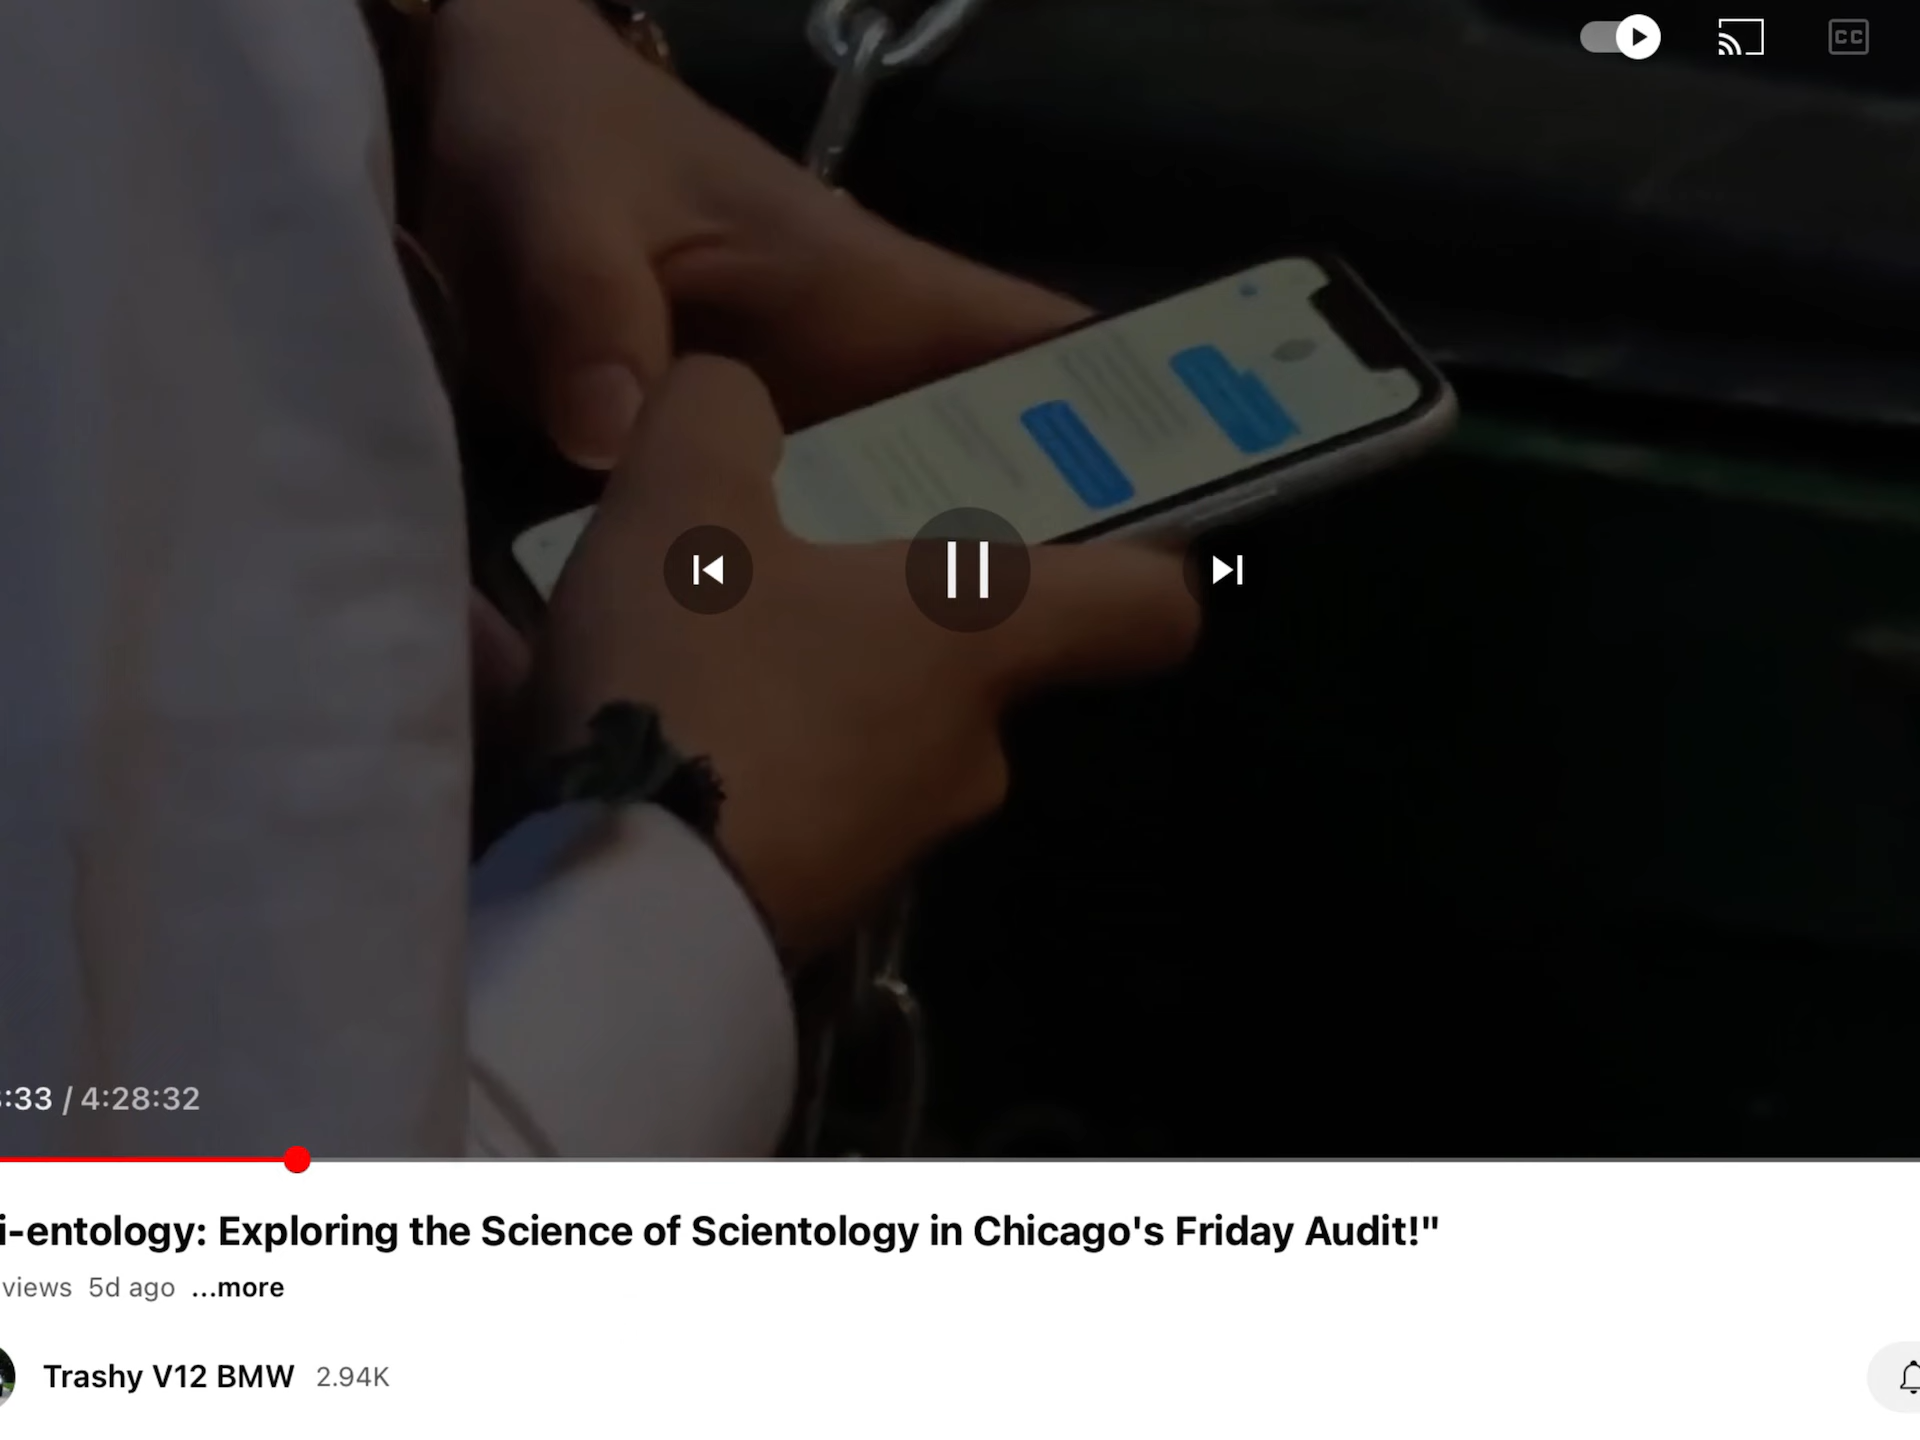 CC
:33 / 4:28:32
i-entology: Exploring the Science of Scientology in Chicago's Friday Audit!"
views 5d ago ...more
Trashy V12 BMW 2.94K